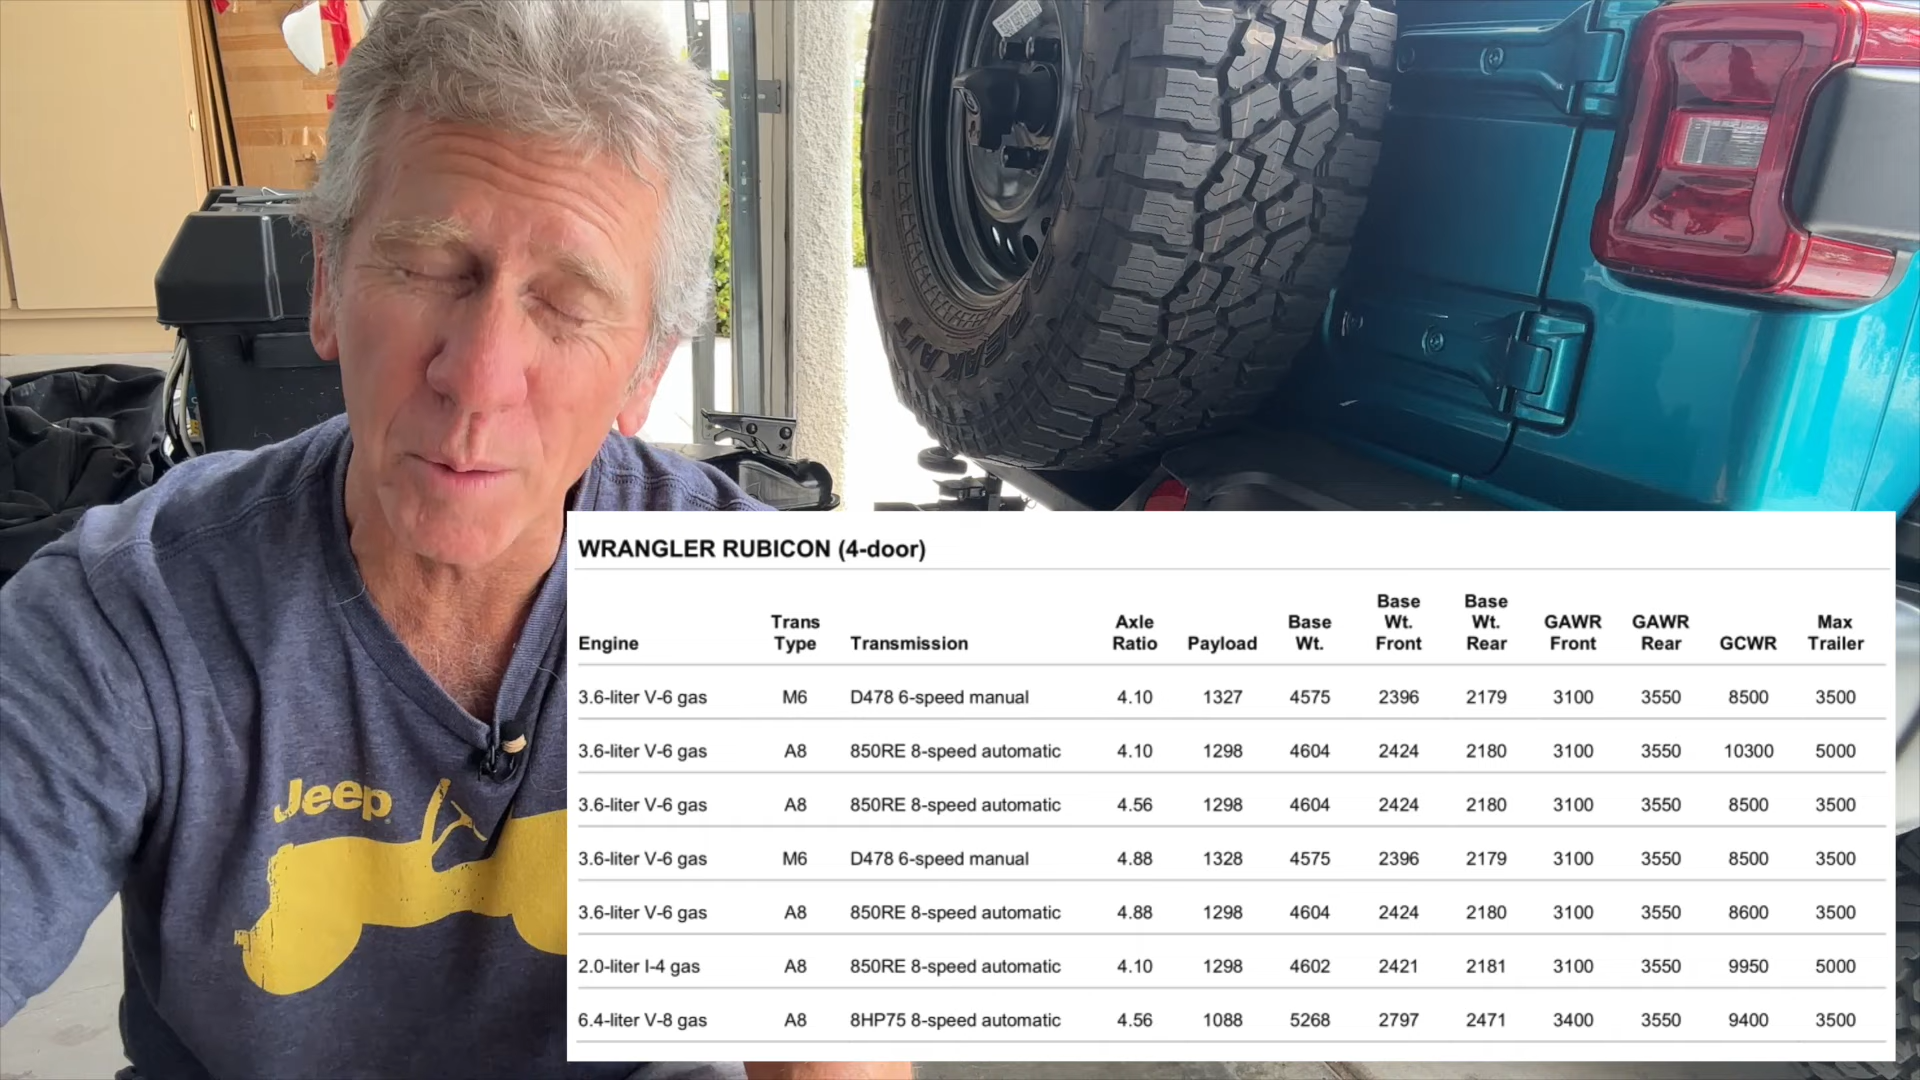 PEAK A/T
Jeep
WRANGLER RUBICON (4-door)
Engine Trans Type Transmission Axle Ratio Payload Base Wt. Base Wt. Front Base Wt. Rear GAWR Front GAWR Rear GCWR Max Trailer
3.6-liter V-6 gas M6 D478 6-speed manual 4.10 1327 4575 2396 2179 3100 3550 8500 3500
3.6-liter V-6 gas A8 850RE 8-speed automatic 4.10 1298 4604 2424 2180 3100 3550 10300 5000
3.6-liter V-6 gas A8 850RE 8-speed automatic 4.56 1298 4604 2424 2180 3100 3550 8500 3500
3.6-liter V-6 gas M6 D478 6-speed manual 4.88 1328 4575 2396 2179 3100 3550 8500 3500
3.6-liter V-6 gas A8 850RE 8-speed automatic 4.88 1298 4604 2424 2180 3100 3550 8600 3500
2.0-liter I-4 gas A8 850RE 8-speed automatic 4.10 1298 4602 2421 2181 3100 3550 9950 5000
6.4-liter V-8 gas A8 8HP75 8-speed automatic 4.56 1088 5268 2797 2471 3400 3550 9400 3500